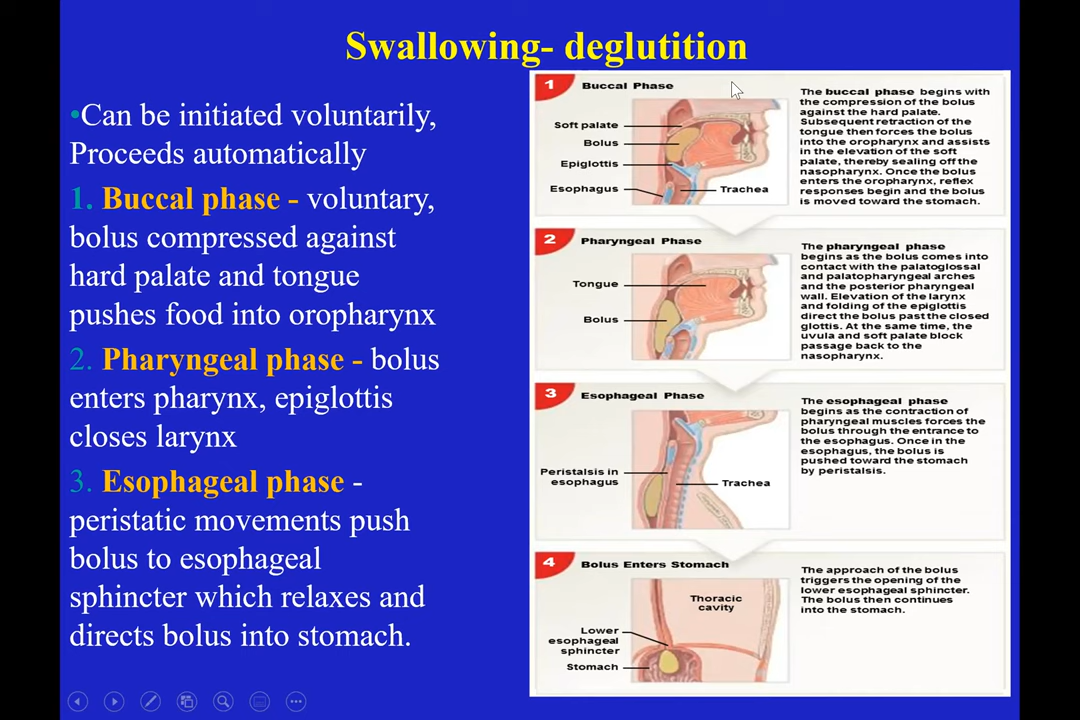 Swallowing- deglutition
•Can be initiated voluntarily,
Proceeds automatically
1. Buccal phase - voluntary,
bolus compressed against
hard palate and tongue
pushes food into oropharynx
2. Pharyngeal phase - bolus
enters pharynx, epiglottis
closes larynx
3. Esophageal phase -
peristatic movements push
bolus to esophageal
sphincter which relaxes and
directs bolus into stomach.
1 Buccal Phase
Soft palate
Bolus
Epiglottis
Esophagus
Trachea
The buccal phase begins with
the compression of the bolus
against the hard palate.
Subsequent retraction of the
tongue then forces the bolus
into the oropharynx and assists
in the elevation of the soft
palate, thereby sealing off the
nasopharynx. Once the bolus
enters the oropharynx, reflex
responses begin and the bolus
is moved toward the stomach.
2 Pharyngeal Phase
Tongue
Bolus
The pharyngeal phase
begins as the bolus comes into
contact with the palatoglossal
and palatopharyngeal arches
and the posterior pharyngeal
wall. Elevation of the larynx
and folding of the epiglottis
direct the bolus past the closed
glottis. At the same time, the
uvula and soft palate block
passage back to the
nasopharynx.
3 Esophageal Phase
Peristalsis in
esophagus
Trachea
The esophageal phase
begins as the contraction of
pharyngeal muscles forces the
bolus through the entrance to
the esophagus. Once in the
esophagus, the bolus is
pushed toward the stomach
by peristalsis.
4 Bolus Enters Stomach
Thoracic
cavity
Lower
esophageal
sphincter
Stomach
The approach of the bolus
triggers the opening of the
lower esophageal sphincter.
The bolus then continues
into the stomach.